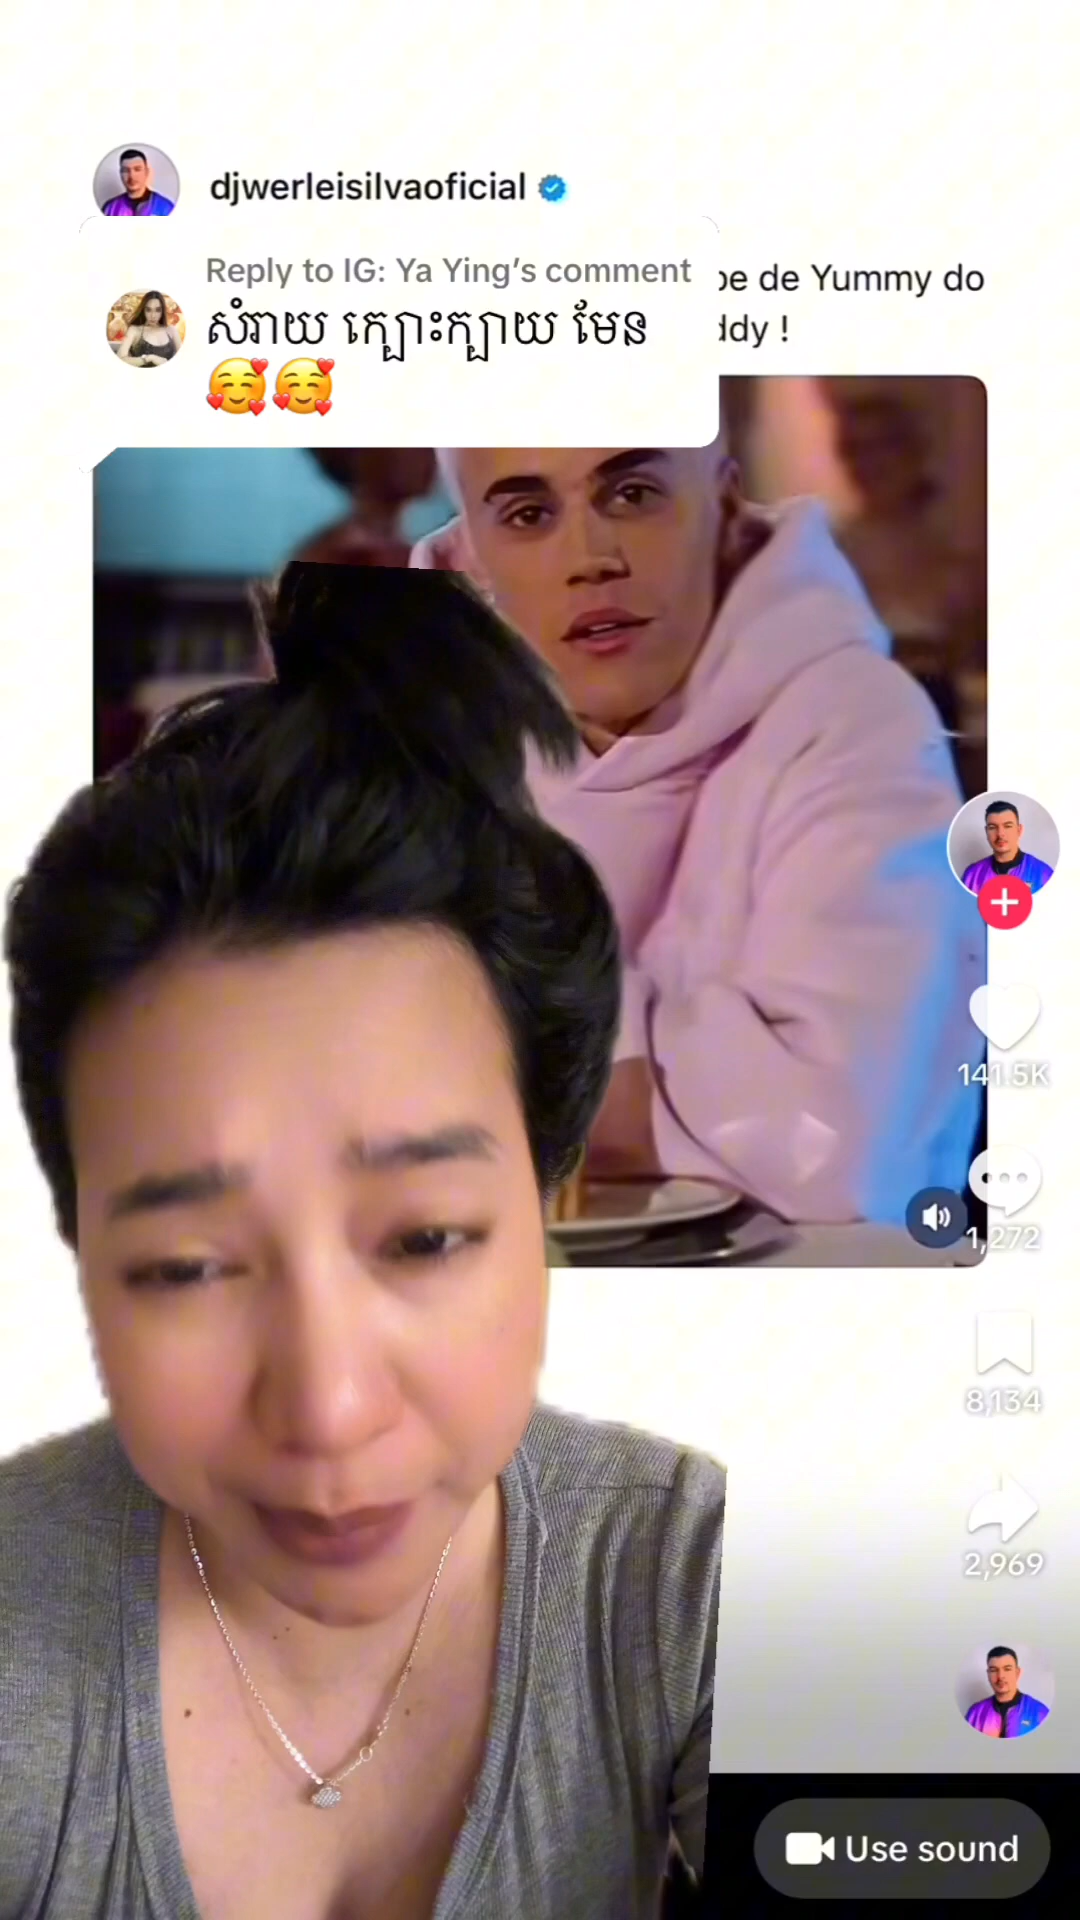 djwerleisilvaoficial
Reply to IG: Ya Ying's comment
សំរាយ ក្បោះក្បាយ មែន
🥰🥰
de Yummy do
!
141.5K
1,272
8,134
2,969
Use sound